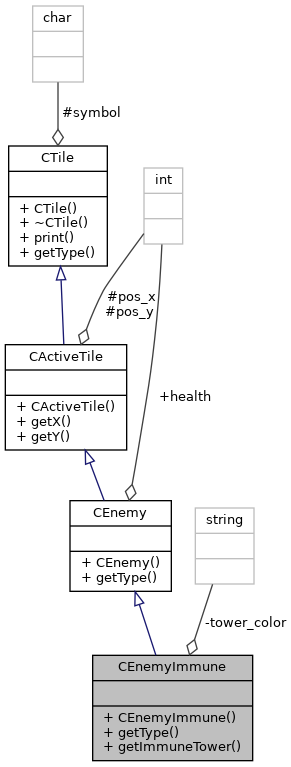 char
#symbol
CTile
+ CTile()
+ ~CTile()
+ print()
+ getType()
int
#pos_x
#pos_y
+health
CActiveTile
+ CActiveTile()
+ getX()
+ getY()
CEnemy
+ CEnemy()
+ getType()
string
-tower_color
CEnemyImmune
+ CEnemyImmune()
+ getType()
+ getImmuneTower()